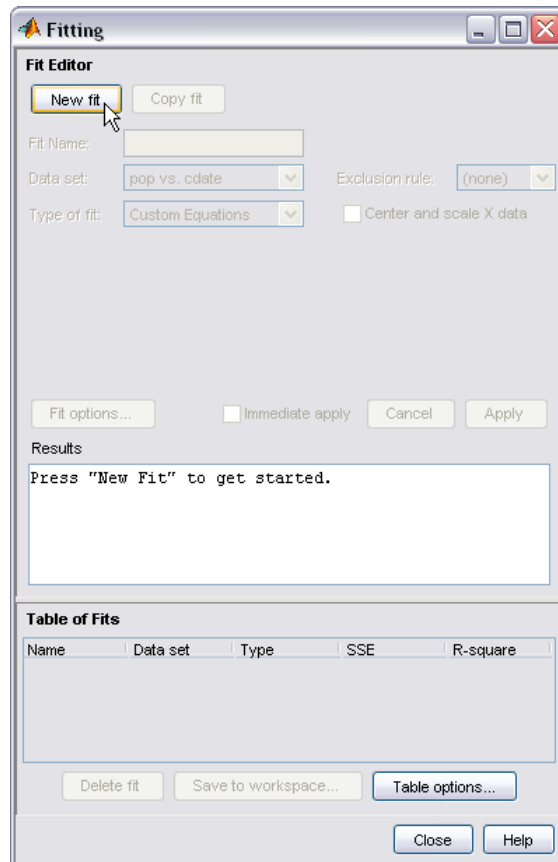 Fitting
Fit Editor
New fit Copy fit
Fit Name:
Data set: pop vs. cdate Exclusion rule: (none)
Type of fit: Custom Equations Center and scale X data
Fit options... Immediate apply Cancel Apply
Results
Press "New Fit" to get started.
Table of Fits
Name Data set Type SSE R-square
Delete fit Save to workspace... Table options...
Close Help